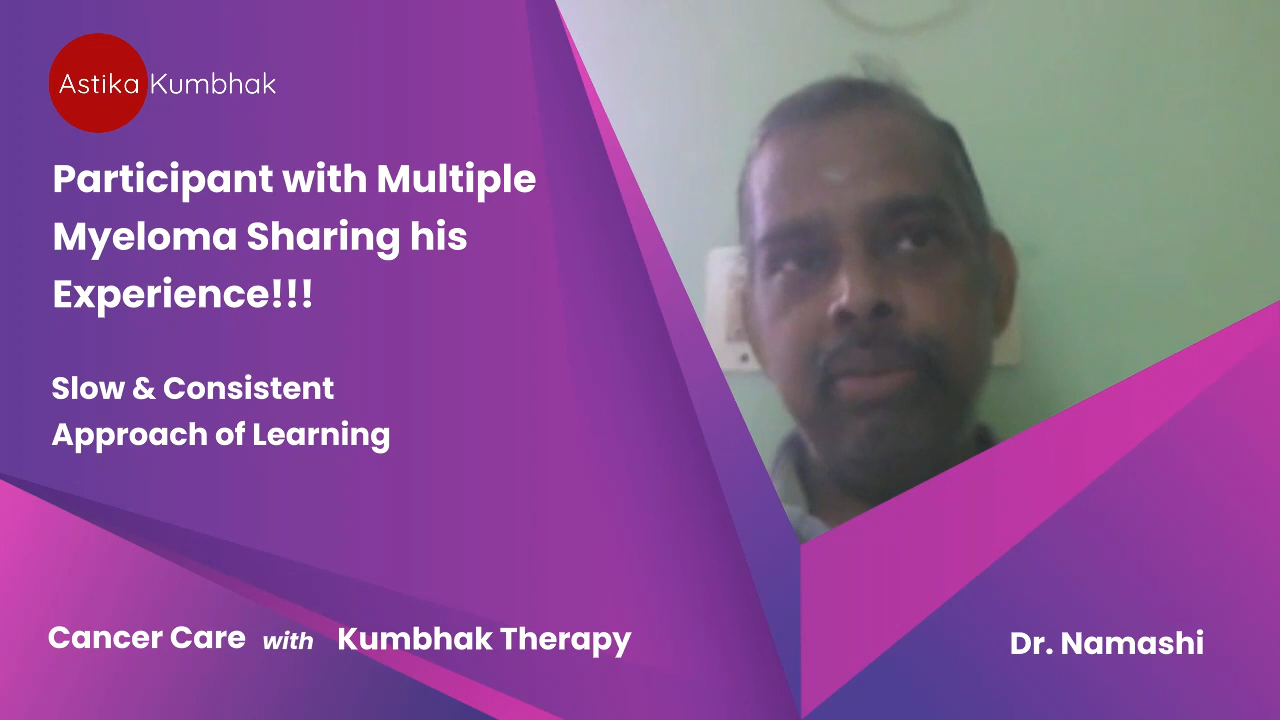 Astika Kumbhak
Participant with Multiple
Myeloma Sharing his
Experience!!!
Slow & Consistent
Approach of Learning
Cancer Care with Kumbhak Therapy
Dr. Namashi